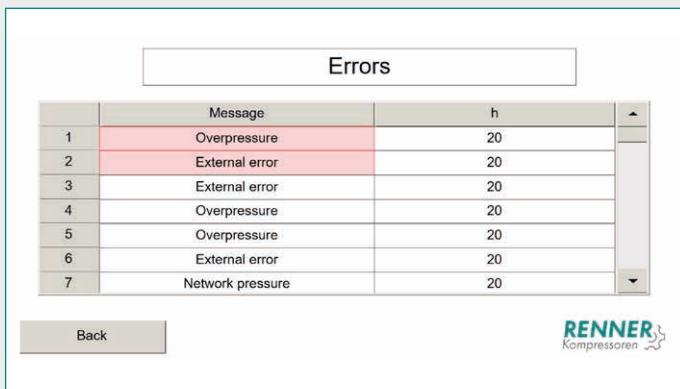 Errors
Message h
1 Overpressure 20
2 External error 20
3 External error 20
4 Overpressure 20
5 Overpressure 20
6 External error 20
7 Network pressure 20
Back
RENNER
Kompressoren